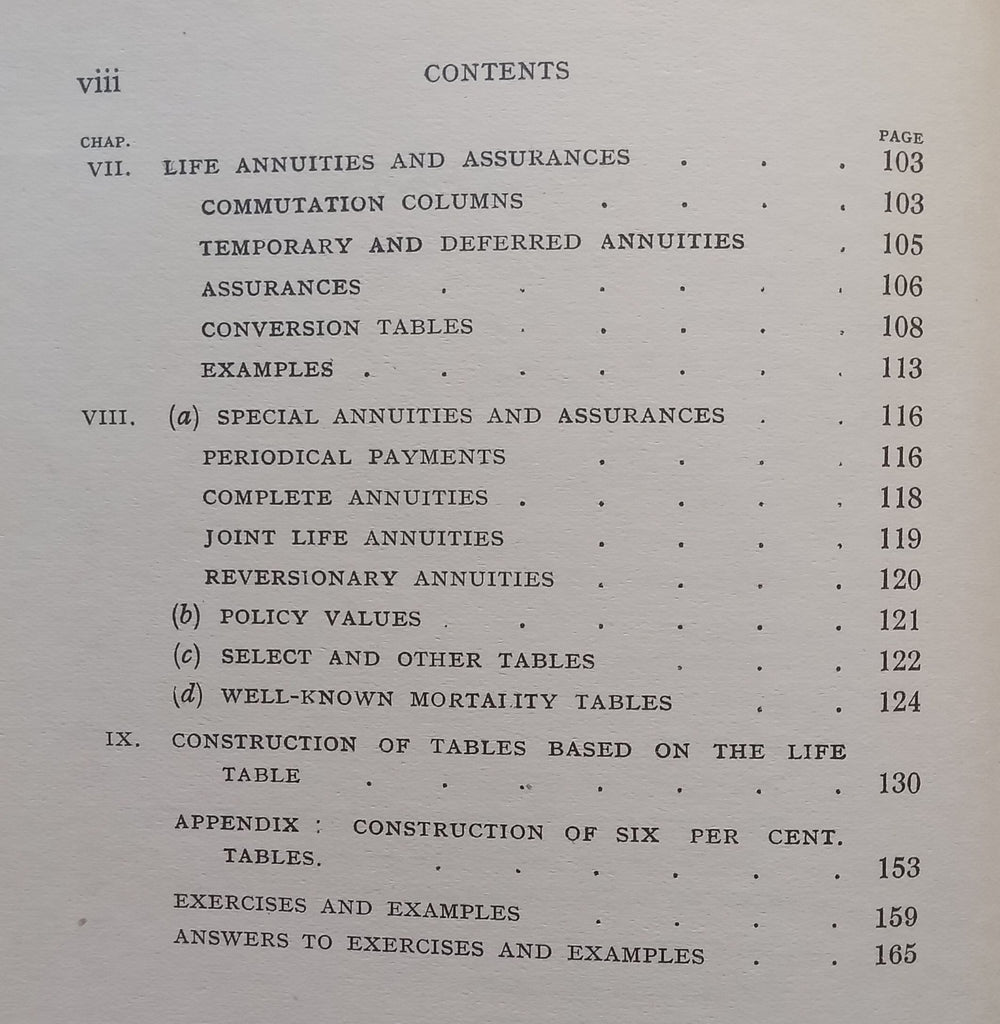 viii CONTENTS
CHAP. PAGE
VII. LIFE ANNUITIES AND ASSURANCES . . . 103
COMMUTATION COLUMNS . . . . 103
TEMPORARY AND DEFERRED ANNUITIES . 105
ASSURANCES . . . . . . 106
CONVERSION TABLES . . . . . 108
EXAMPLES . . . . . . . 113
VIII. (a) SPECIAL ANNUITIES AND ASSURANCES . . 116
PERIODICAL PAYMENTS . . . . 116
COMPLETE ANNUITIES . . . . . 118
JOINT LIFE ANNUITIES . . . . 119
REVERSIONARY ANNUITIES . . . . 120
(b) POLICY VALUES . . . . . . 121
(c) SELECT AND OTHER TABLES . . . 122
(d) WELL-KNOWN MORTALITY TABLES . . 124
IX. CONSTRUCTION OF TABLES BASED ON THE LIFE
TABLE . . . . . . . 130
APPENDIX : CONSTRUCTION OF SIX PER CENT.
TABLES. . . . . . . 153
EXERCISES AND EXAMPLES . . . . 159
ANSWERS TO EXERCISES AND EXAMPLES . . 165